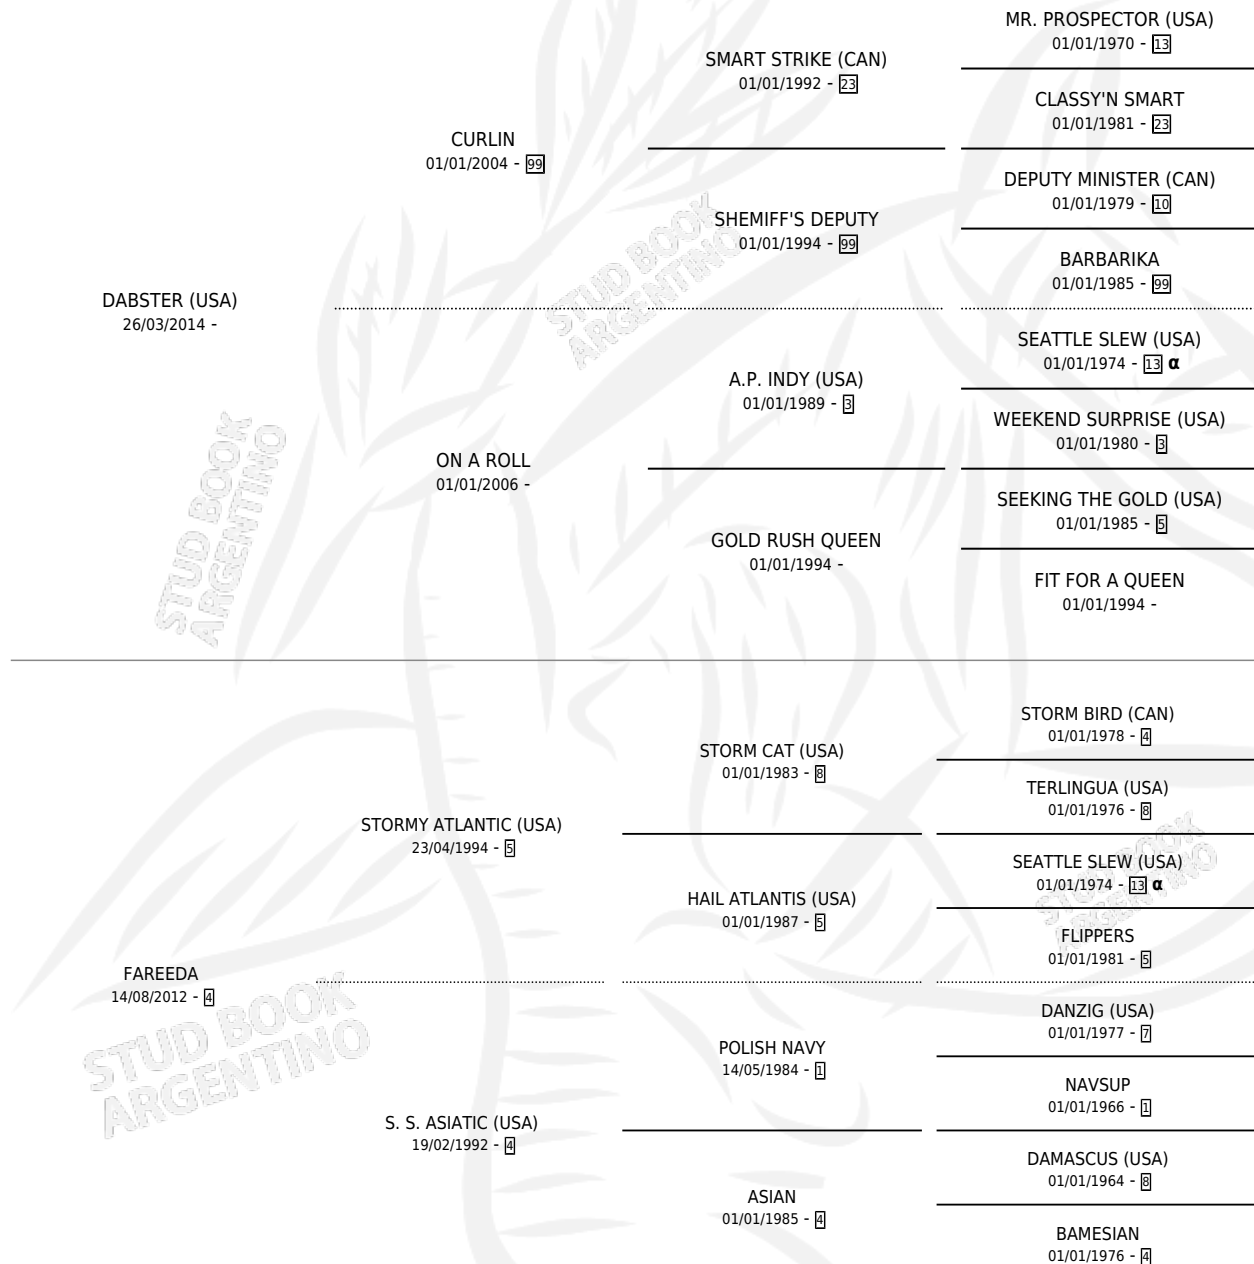 MR. PROSPECTOR (USA)
01/01/1970 - 13
SMART STRIKE (CAN)
01/01/1992 - 23
CLASSY'N SMART
01/01/1981 - 23
CURLIN
01/01/2004 - 99
DEPUTY MINISTER (CAN)
01/01/1979 - 10
SHEMIFF'S DEPUTY
01/01/1994 - 99
BARBARIKA
01/01/1985 - 99
DABSTER (USA)
26/03/2014 -
SEATTLE SLEW (USA)
01/01/1974 - 13 α
A.P. INDY (USA)
01/01/1989 - 3
WEEKEND SURPRISE (USA)
01/01/1980 - 3
ON A ROLL
01/01/2006 -
SEEKING THE GOLD (USA)
01/01/1985 - 5
GOLD RUSH QUEEN
01/01/1994 -
FIT FOR A QUEEN
01/01/1994 -
STORM BIRD (CAN)
01/01/1978 - 4
STORM CAT (USA)
01/01/1983 - 8
TERLINGUA (USA)
01/01/1976 - 8
STORMY ATLANTIC (USA)
23/04/1994 - 5
SEATTLE SLEW (USA)
01/01/1974 - 13 α
HAIL ATLANTIS (USA)
01/01/1987 - 5
FLIPPERS
01/01/1981 - 5
FAREEDA
14/08/2012 - 4
DANZIG (USA)
01/01/1977 - 7
POLISH NAVY
14/05/1984 - 1
NAVSUP
01/01/1966 - 1
S. S. ASIATIC (USA)
19/02/1992 - 4
DAMASCUS (USA)
01/01/1964 - 8
ASIAN
01/01/1985 - 4
BAMESIAN
01/01/1976 - 4
STUD BOOK
ARGENTINO
STUD BOOK
ARGENTINO
STUD BOOK
ARGENTINO
STUD BOOK
ARGENTINO